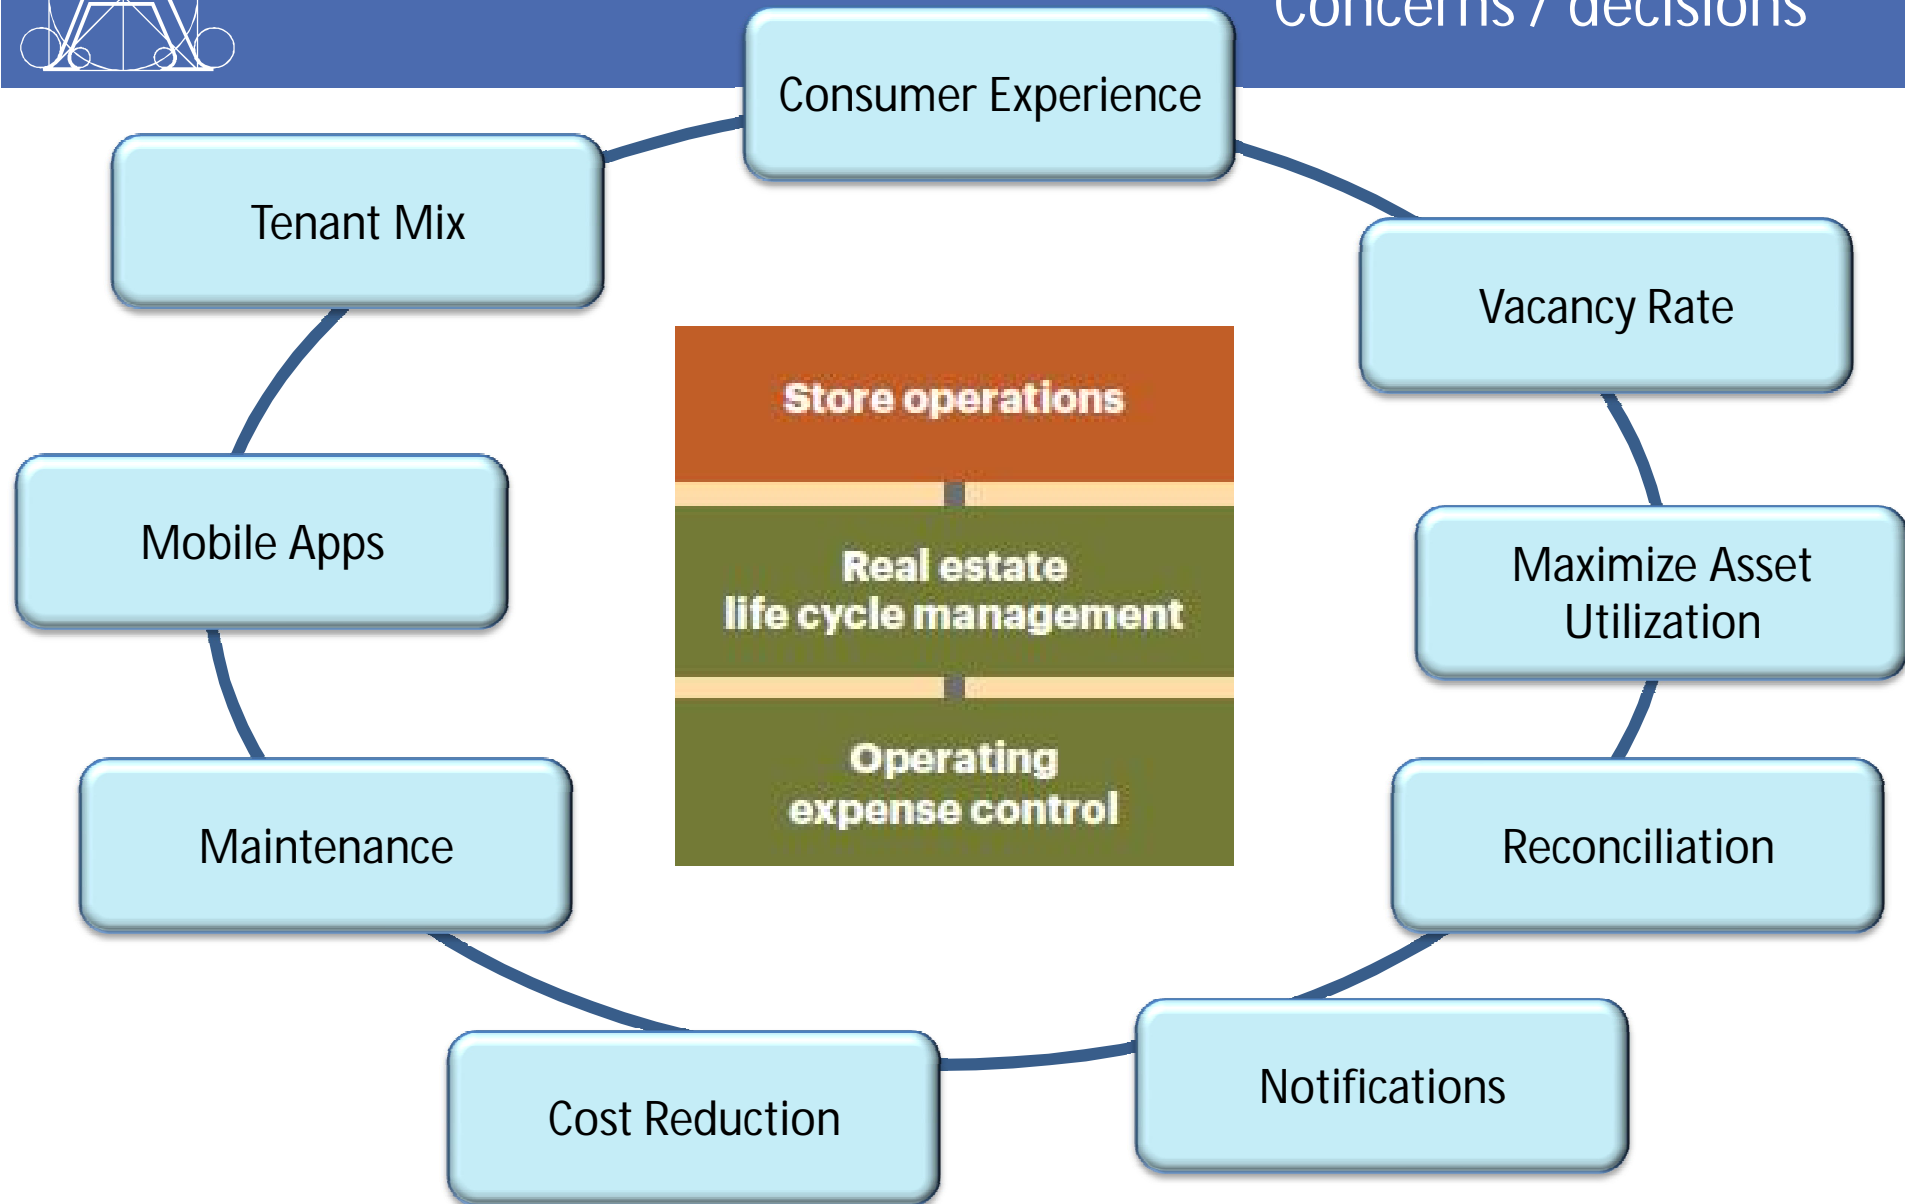 Concerns / decisions
Consumer Experience
Tenant Mix
Vacancy Rate
Store operations
Mobile Apps
Real estate
life cycle management
Maximize Asset
Utilization
Operating
expense control
Maintenance
Reconciliation
Notifications
Cost Reduction